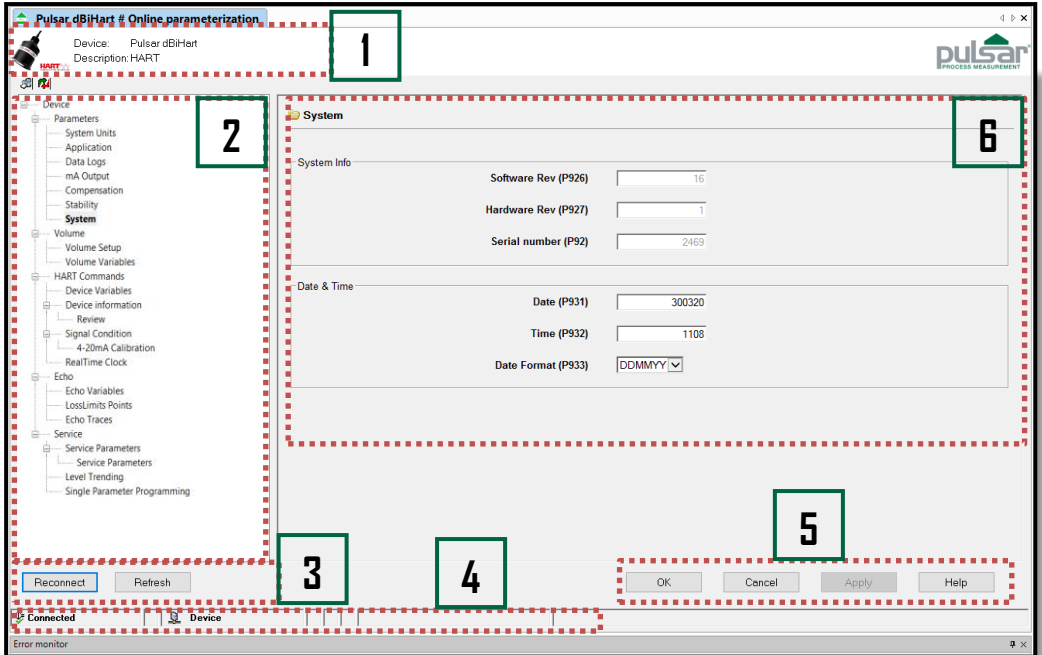 Pulsar dBiHart # Online parameterization
1
Device: Pulsar dBiHart
Description: HART
HART
pulsar
PROCESS MEASUREMENT
2
Device
Parameters
System Units
Application
Data Logs
mA Output
Compensation
Stability
System
Volume
Volume Setup
Volume Variables
HART Commands
Device Variables
Device information
Review
Signal Condition
4-20mA Calibration
RealTime Clock
Echo
Echo Variables
LossLimits Points
Echo Traces
Service
Service Parameters
Service Parameters
Level Trending
Single Parameter Programming
System
6
System Info
Software Rev (P926) 16
Hardware Rev (P927) 1
Serial number (P92) 2469
Date & Time
Date (P931) 300320
Time (P932) 1108
Date Format (P933) DDMMYY
3
4
5
Reconnect Refresh
OK Cancel Apply Help
Connected Device
Error monitor